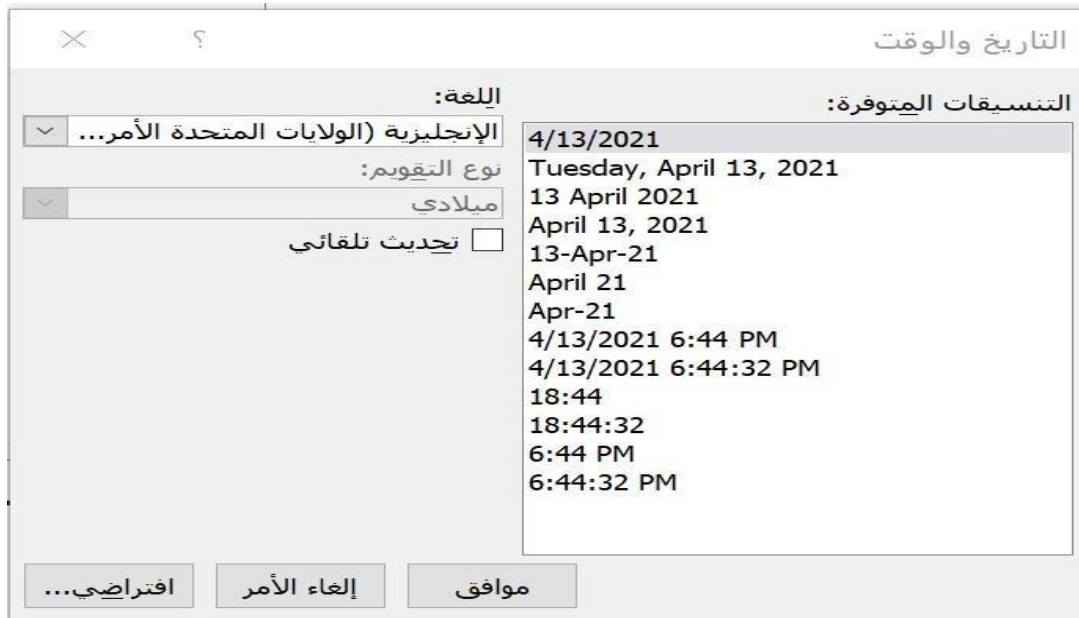 التاريخ والوقت
؟
التنسيقات المتوفرة:
4/13/2021
Tuesday, April 13, 2021
13 April 2021
April 13, 2021
13-Apr-21
April 21
Apr-21
4/13/2021 6:44 PM
4/13/2021 6:44:32 PM
18:44
18:44:32
6:44 PM
6:44:32 PM
اللغة:
الإنجليزية (الولايات المتحدة الأمر...
نوع التقويم:
ميلادي
تحديث تلقائي
موافق
إلغاء الأمر
افتراضي...